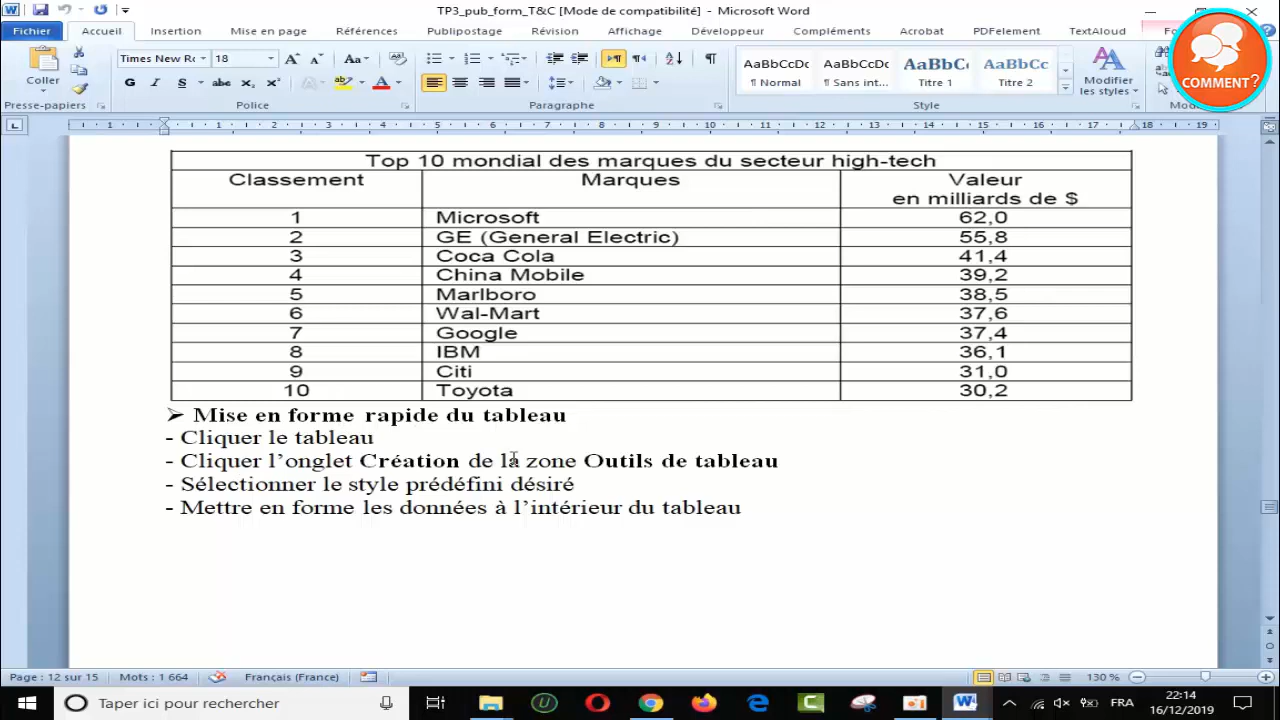 TP3_pub_form_T&C [Mode de compatibilité] - Microsoft Word
Fichier Accueil Insertion Mise en page Références Publipostage Révision Affichage Développeur Compléments Acrobat PDFelement TextAloud
COMMENT?
Coller
Times New Ro 18
AaBbCcDc AaBbCcDc AaBbCc AaBbCc
¶ Normal ¶ Sans int... Titre 1 Titre 2
Modifier les styles
Presse-papiers Police Paragraphe Style
Top 10 mondial des marques du secteur high-tech
Classement Marques Valeur
en milliards de $
1 Microsoft 62,0
2 GE (General Electric) 55,8
3 Coca Cola 41,4
4 China Mobile 39,2
5 Marlboro 38,5
6 Wal-Mart 37,6
7 Google 37,4
8 IBM 36,1
9 Citi 31,0
10 Toyota 30,2
➢ Mise en forme rapide du tableau
- Cliquer le tableau
- Cliquer l’onglet Création de la zone Outils de tableau
- Sélectionner le style prédéfini désiré
- Mettre en forme les données à l’intérieur du tableau
Page : 12 sur 15 Mots : 1 664 Français (France) 130 %
Taper ici pour rechercher
FRA
22:14
16/12/2019